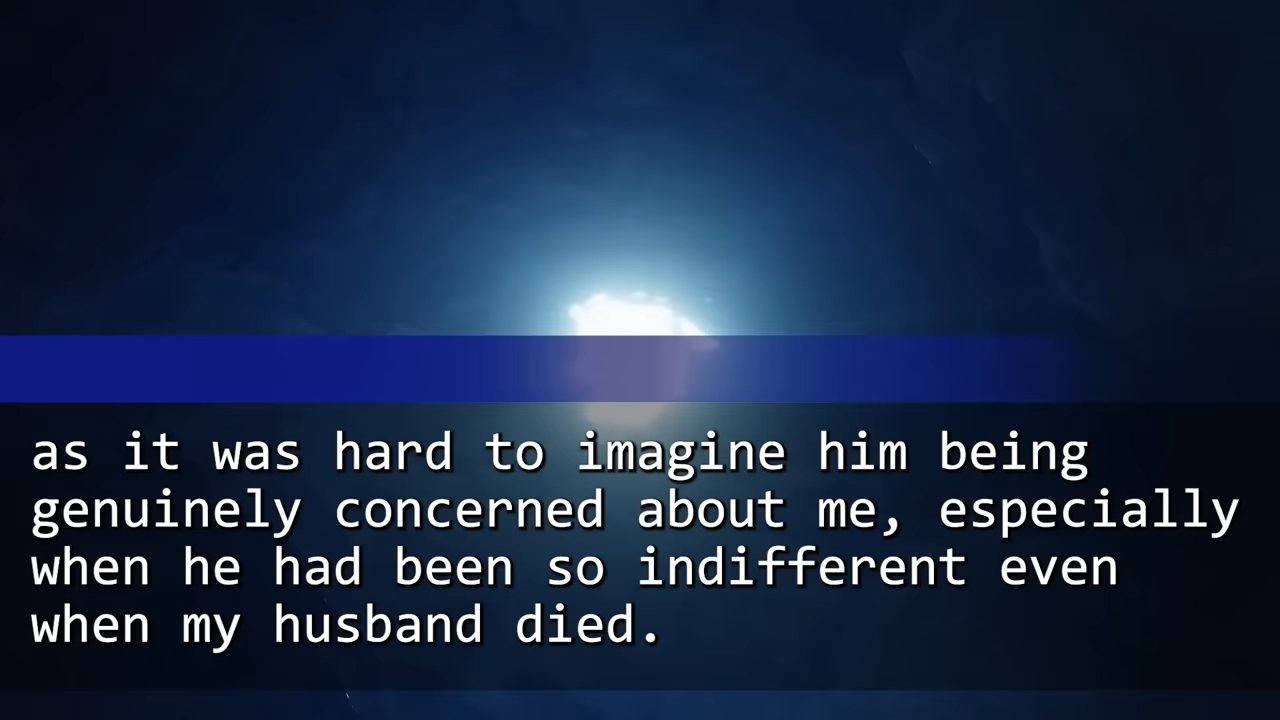 as it was hard to imagine him being
genuinely concerned about me, especially
when he had been so indifferent even
when my husband died.